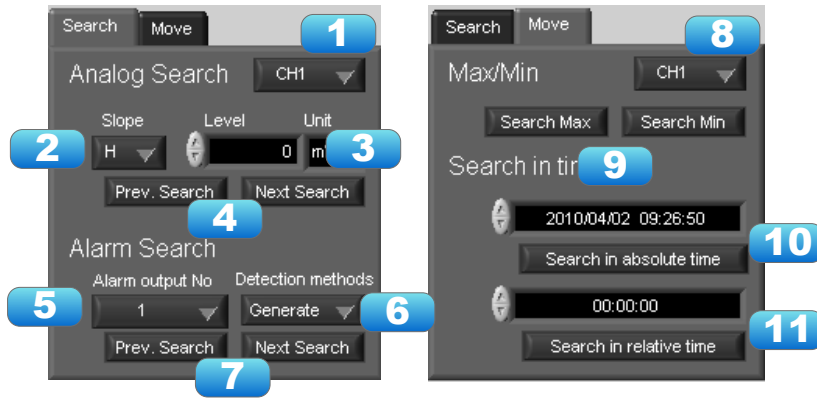 Search Move
1
Analog Search CH1
Slope Level Unit
2 H 0 m 3
Prev. Search Next Search
4
Alarm Search
Alarm output No Detection methods
5 1 Generate 6
Prev. Search Next Search
7
Search Move
8
Max/Min CH1
Search Max Search Min
Search in 9
2010/04/02 09:26:50
10
Search in absolute time
00:00:00
11
Search in relative time